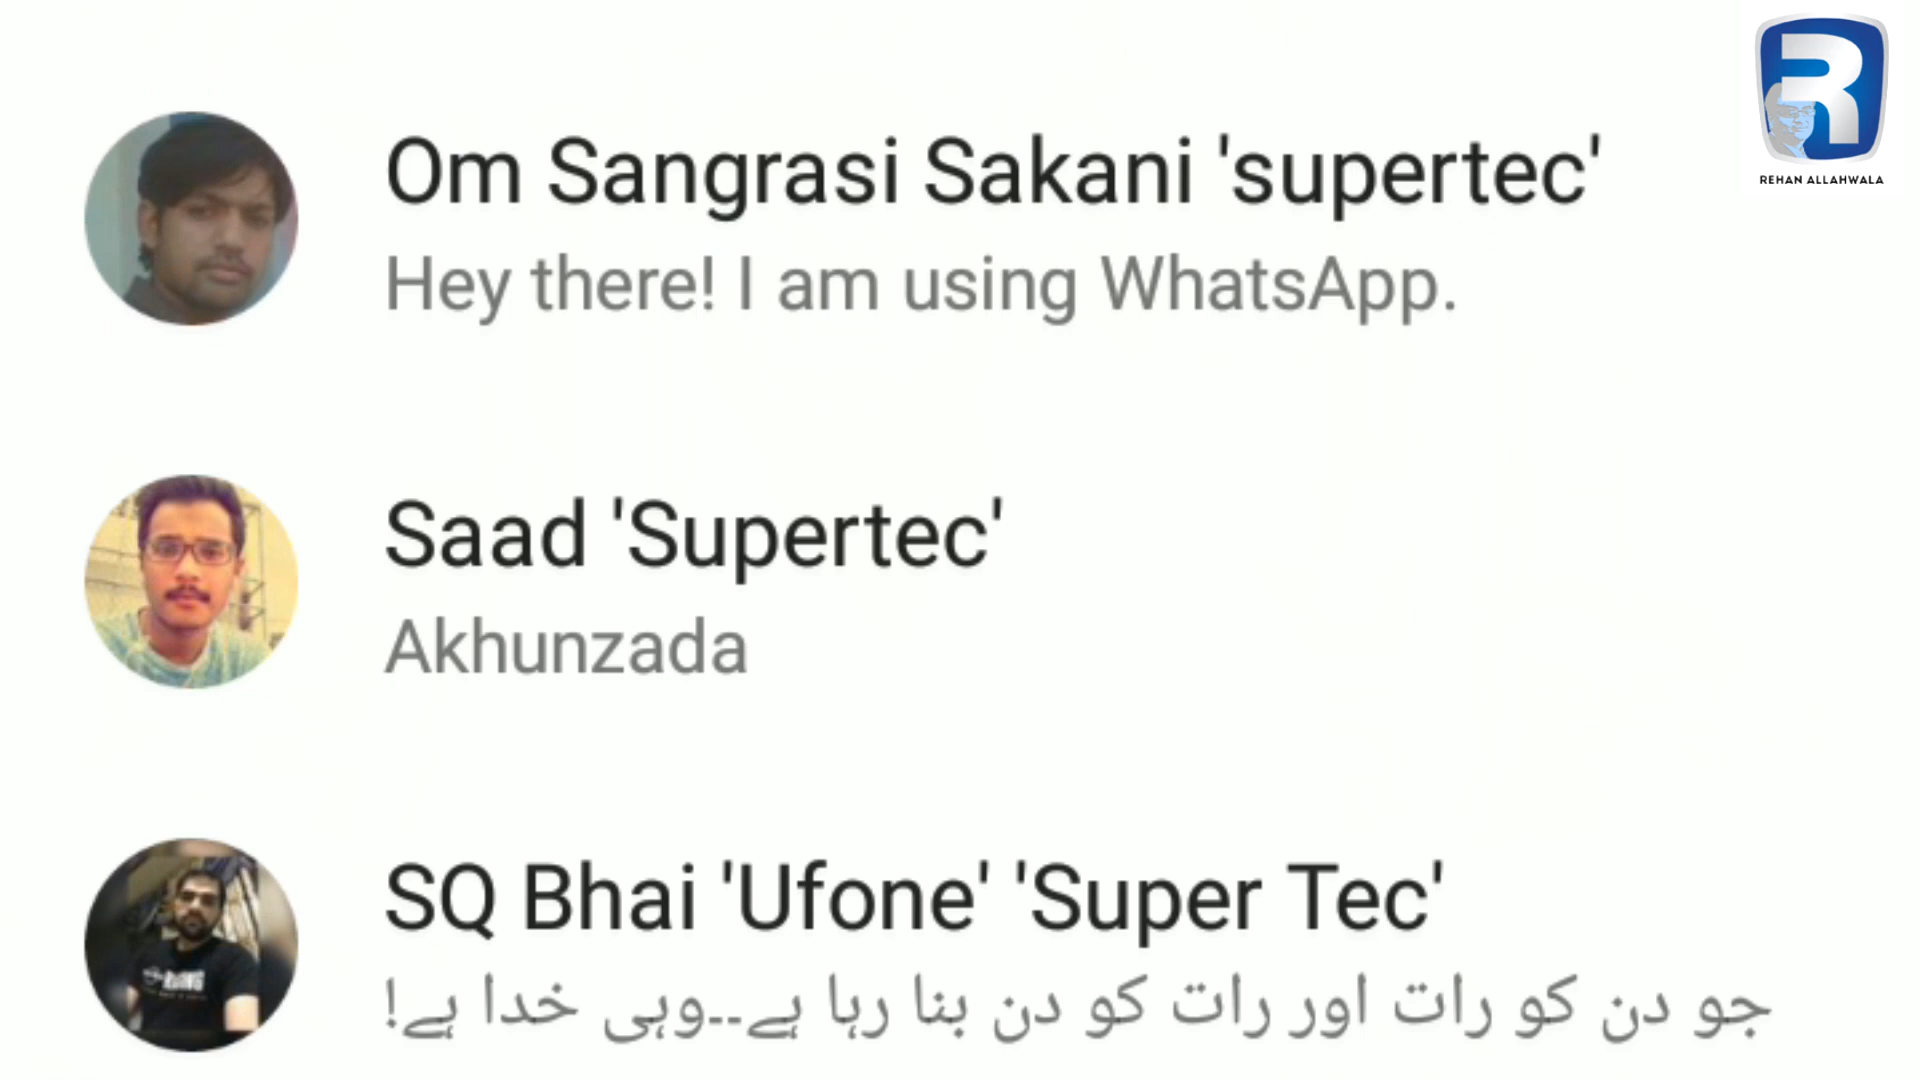 REHAN ALLAHWALA
Om Sangrasi Sakani 'supertec'
Hey there! I am using WhatsApp.
Saad 'Supertec'
Akhunzada
SQ Bhai 'Ufone' 'Super Tec'
جو دن کو رات اور رات کو دن بنا رہا ہے--وہی خدا ہے!